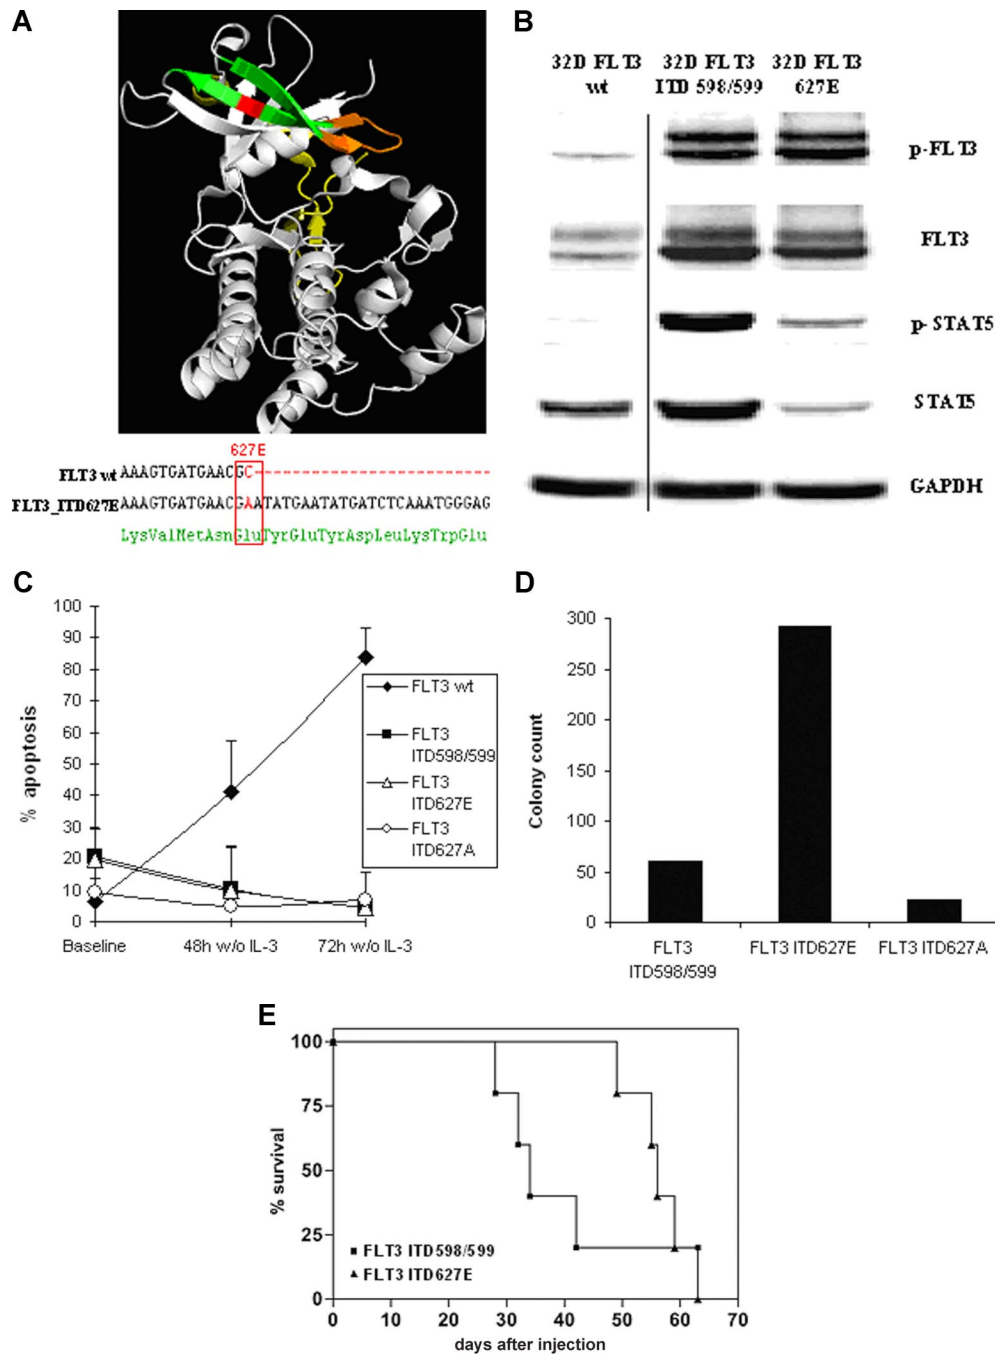 A
627E
FLT3 wt AAAGTGATGAACGC--------------------------
FLT3_ITD627E AAAGTGATGAACGAATATGAATATGATCTCAAATGGGAG
LysValMetAsnGluTyrGluTyrAspLeuLysTrpGlu
B
32D FLT3 wt
32D FLT3 ITD 598/599
32D FLT3 627E
p-FLT3
FLT3
p-STAT5
STAT5
GAPDH
C
% apoptosis
100
90
80
70
60
50
40
30
20
10
0
Baseline
48h w/o IL-3
72h w/o IL-3
FLT3 wt
FLT3 ITD598/599
FLT3 ITD627E
FLT3 ITD627A
D
Colony count
300
250
200
150
100
50
0
FLT3 ITD598/599
FLT3 ITD627E
FLT3 ITD627A
E
% survival
100
75
50
25
0
FLT3 ITD598/599
FLT3 ITD627E
0 10 20 30 40 50 60 70
days after injection